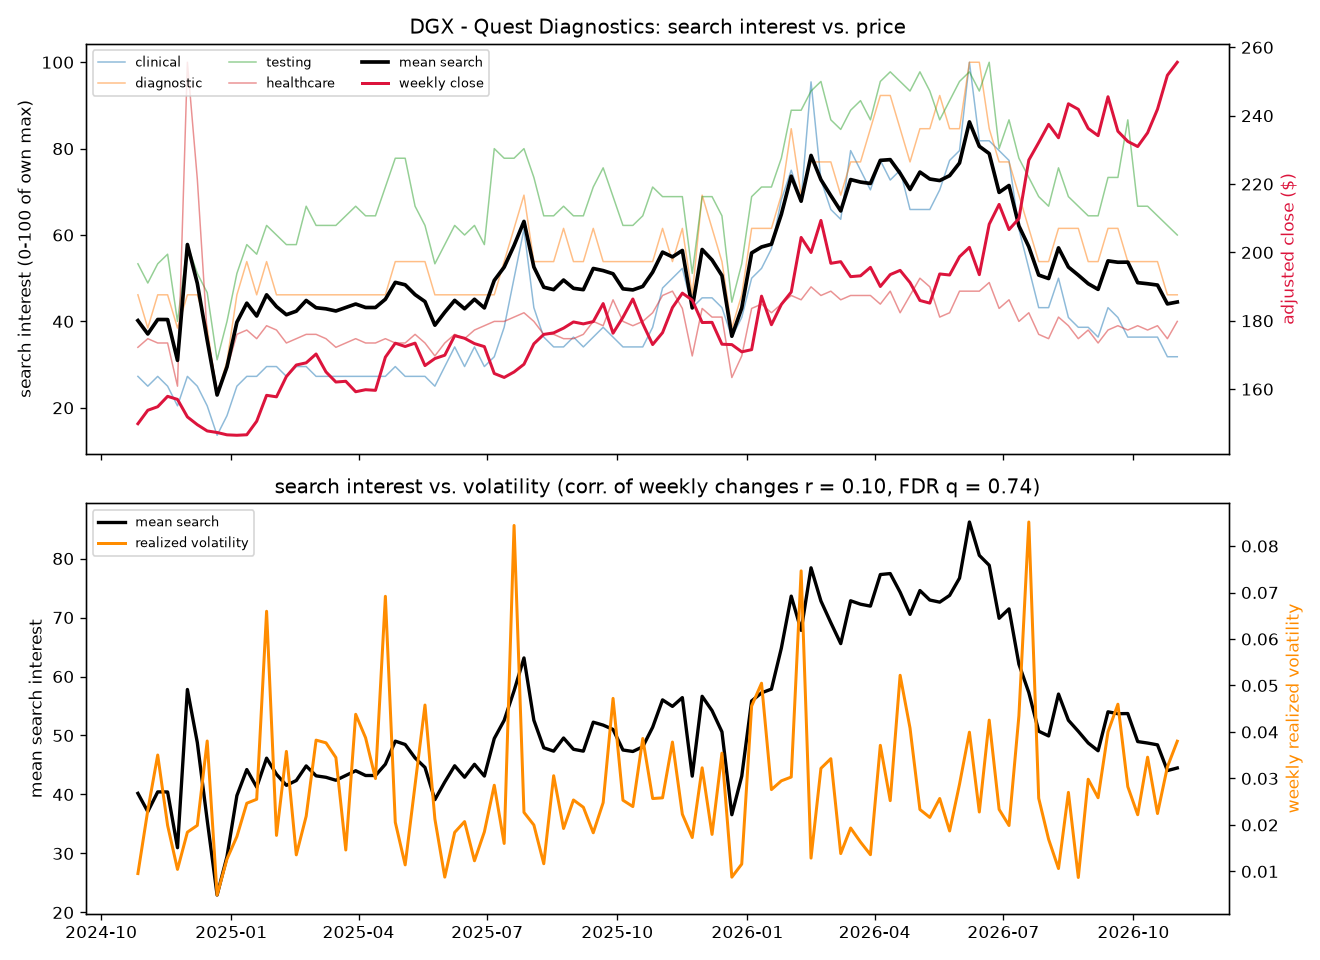 DGX - Quest Diagnostics: search interest vs. price
clinical
diagnostic
testing
healthcare
mean search
weekly close
search interest (0-100 of own max)
100
80
60
40
20
260
240
220
200
180
160
adjusted close ($)
search interest vs. volatility (corr. of weekly changes r = 0.10, FDR q = 0.74)
mean search
realized volatility
mean search interest
80
70
60
50
40
30
20
0.08
0.07
0.06
0.05
0.04
0.03
0.02
0.01
weekly realized volatility
2024-10
2025-01
2025-04
2025-07
2025-10
2026-01
2026-04
2026-07
2026-10